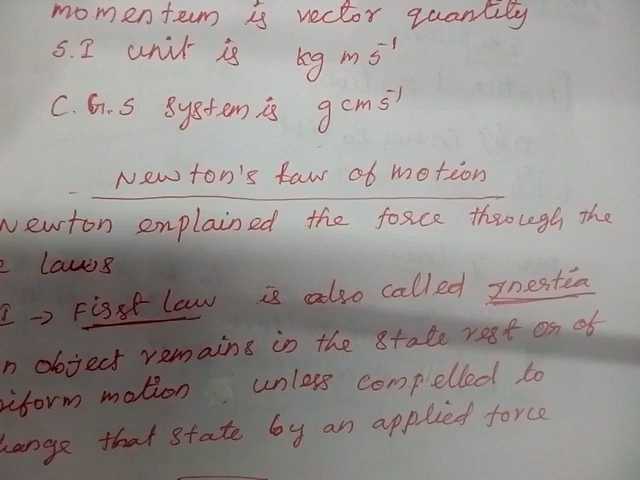 momentum is vector quantity
S.I unit is kg m s⁻¹
C.G.S system is g cm s⁻¹
Newton's Law of motion
Newton explained the force through the
e laws
I → First law is also called Inertia
n object remains in the state rest or of
niform motion unless compelled to
hange that state by an applied force